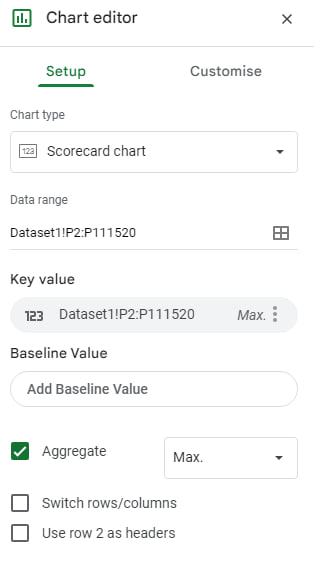 Chart editor
Setup Customise
Chart type
123 Scorecard chart
Data range
Dataset1!P2:P111520
Key value
123 Dataset1!P2:P111520 Max.
Baseline Value
Add Baseline Value
Aggregate Max.
Switch rows/columns
Use row 2 as headers